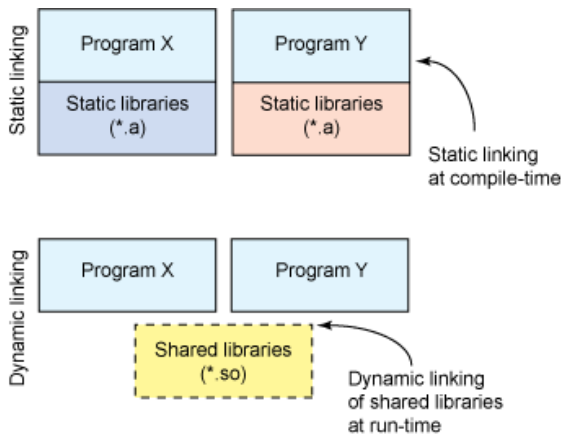 Static linking
Program X
Program Y
Static libraries
(*.a)
Static libraries
(*.a)
Static linking
at compile-time
Dynamic linking
Program X
Program Y
Shared libraries
(*.so)
Dynamic linking
of shared libraries
at run-time